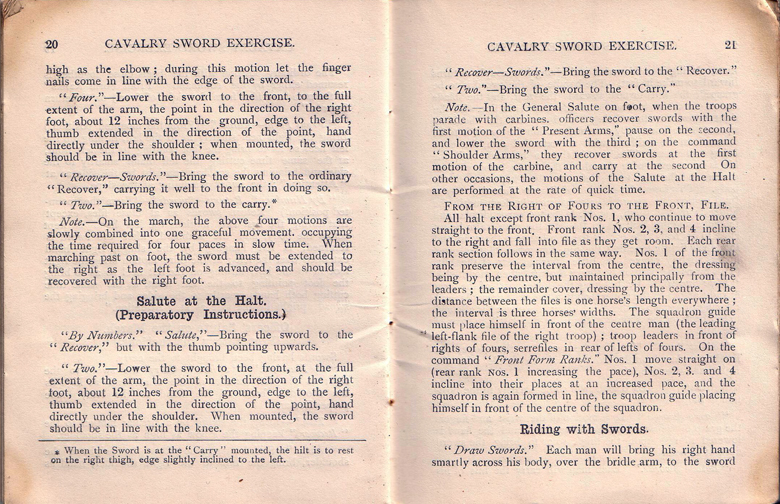 20 CAVALRY SWORD EXERCISE.
high as the elbow; during this motion let the finger
nails come in line with the edge of the sword.
"Four."—Lower the sword to the front, to the full
extent of the arm, the point in the direction of the right
foot, about 12 inches from the ground, edge to the left,
thumb extended in the direction of the point, hand
directly under the shoulder; when mounted, the sword
should be in line with the knee.
"Recover—Swords."—Bring the sword to the ordinary
"Recover," carrying it well to the front in doing so.
"Two."—Bring the sword to the carry.*
Note.—On the march, the above four motions are
slowly combined into one graceful movement. occupying
the time required for four paces in slow time. When
marching past on foot, the sword must be extended to
the right as the left foot is advanced, and should be
recovered with the right foot.
Salute at the Halt.
(Preparatory Instructions.)
"By Numbers." "Salute,"—Bring the sword to the
"Recover," but with the thumb pointing upwards.
"Two."—Lower the sword to the front, at the full
extent of the arm, the point in the direction of the right
foot, about 12 inches from the ground, edge to the left,
thumb extended in the direction of the point, hand
directly under the shoulder. When mounted, the sword
should be in line with the knee.
* When the Sword is at the "Carry" mounted, the hilt is to rest
on the right thigh, edge slightly inclined to the left.
CAVALRY SWORD EXERCISE. 21
"Recover—Swords."—Bring the sword to the "Recover."
"Two."—Bring the sword to the "Carry."
Note.—In the General Salute on foot, when the troops
parade with carbines. officers recover swords with the
first motion of the "Present Arms," pause on the second,
and lower the sword with the third; on the command
"Shoulder Arms," they recover swords at the first
motion of the carbine, and carry at the second On
other occasions, the motions of the Salute at the Halt
are performed at the rate of quick time.
FROM THE RIGHT OF FOURS TO THE FRONT, FILE.
All halt except front rank Nos. 1, who continue to move
straight to the front. Front rank Nos. 2, 3, and 4 incline
to the right and fall into file as they get room. Each rear
rank section follows in the same way. Nos. 1 of the front
rank preserve the interval from the centre, the dressing
being by the centre, but maintained principally from the
leaders; the remainder cover, dressing by the centre. The
distance between the files is one horse's length everywhere;
the interval is three horses' widths. The squadron guide
must place himself in front of the centre man (the leading
left-flank file of the right troop); troop leaders in front of
rights of fours, serrefiles in rear of lefts of fours. On the
command "Front Form Ranks." Nos. 1 move straight on
(rear rank Nos. 1 increasing the pace), Nos. 2, 3. and 4
incline into their places at an increased pace, and the
squadron is again formed in line, the squadron guide placing
himself in front of the centre of the squadron.
Riding with Swords.
"Draw Swords." Each man will bring his right hand
smartly across his body, over the bridle arm, to the sword